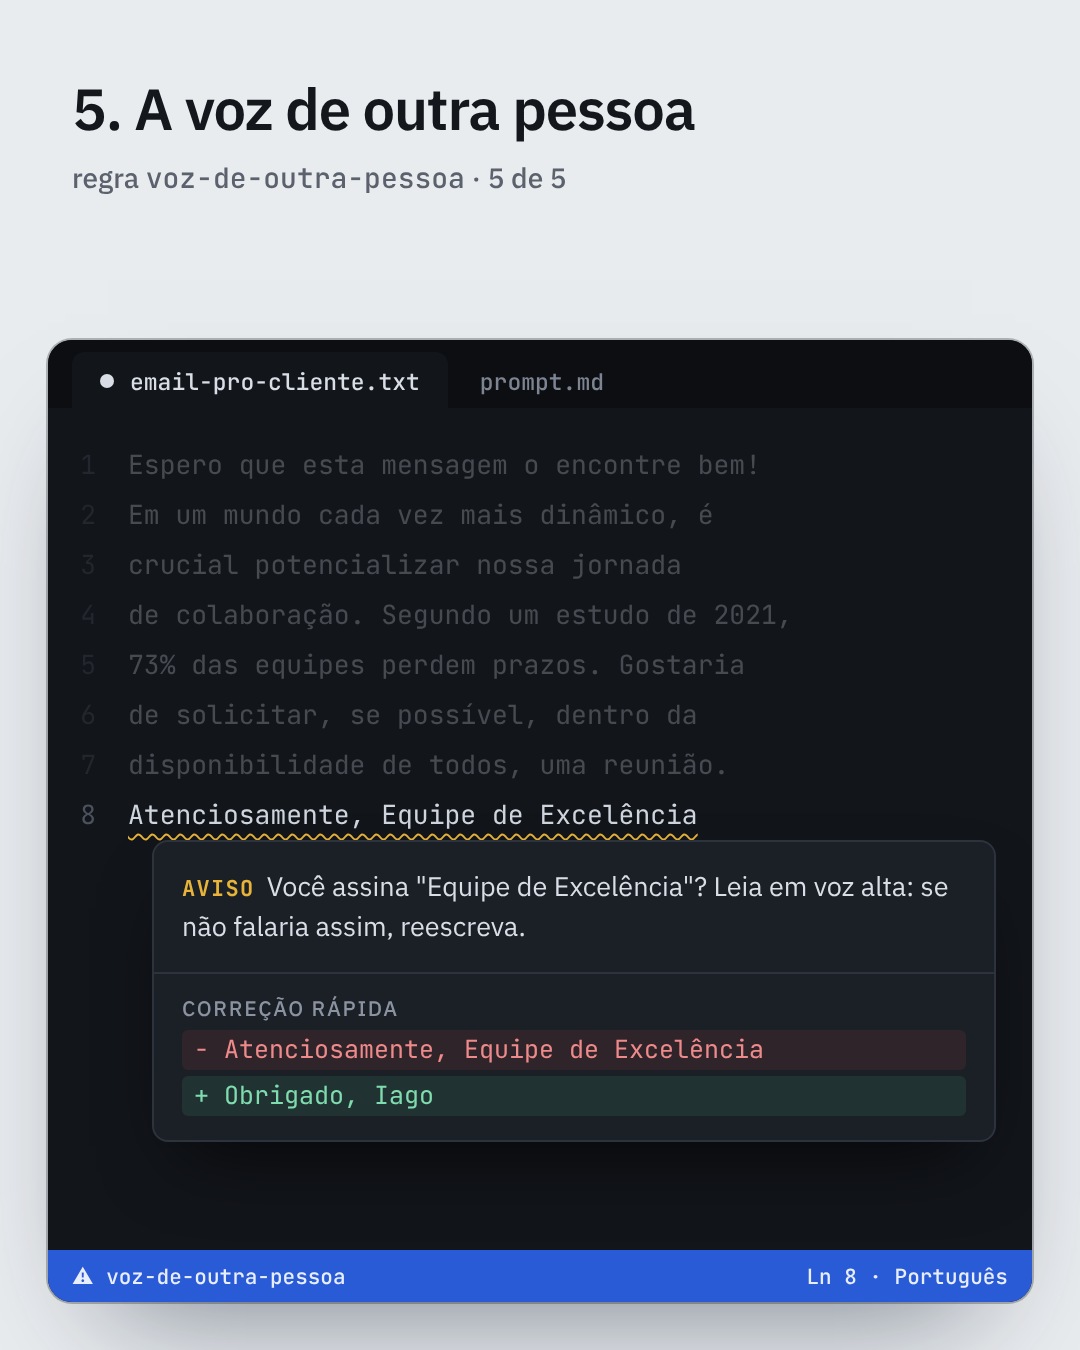 5. A voz de outra pessoa
regra voz-de-outra-pessoa · 5 de 5
email-pro-cliente.txt prompt.md
1 Espero que esta mensagem o encontre bem!
2 Em um mundo cada vez mais dinâmico, é
3 crucial potencializar nossa jornada
4 de colaboração. Segundo um estudo de 2021,
5 73% das equipes perdem prazos. Gostaria
6 de solicitar, se possível, dentro da
7 disponibilidade de todos, uma reunião.
8 Atenciosamente, Equipe de Excelência
AVISO Você assina "Equipe de Excelência"? Leia em voz alta: se
não falaria assim, reescreva.
CORREÇÃO RÁPIDA
- Atenciosamente, Equipe de Excelência
+ Obrigado, Iago
voz-de-outra-pessoa Ln 8 · Português